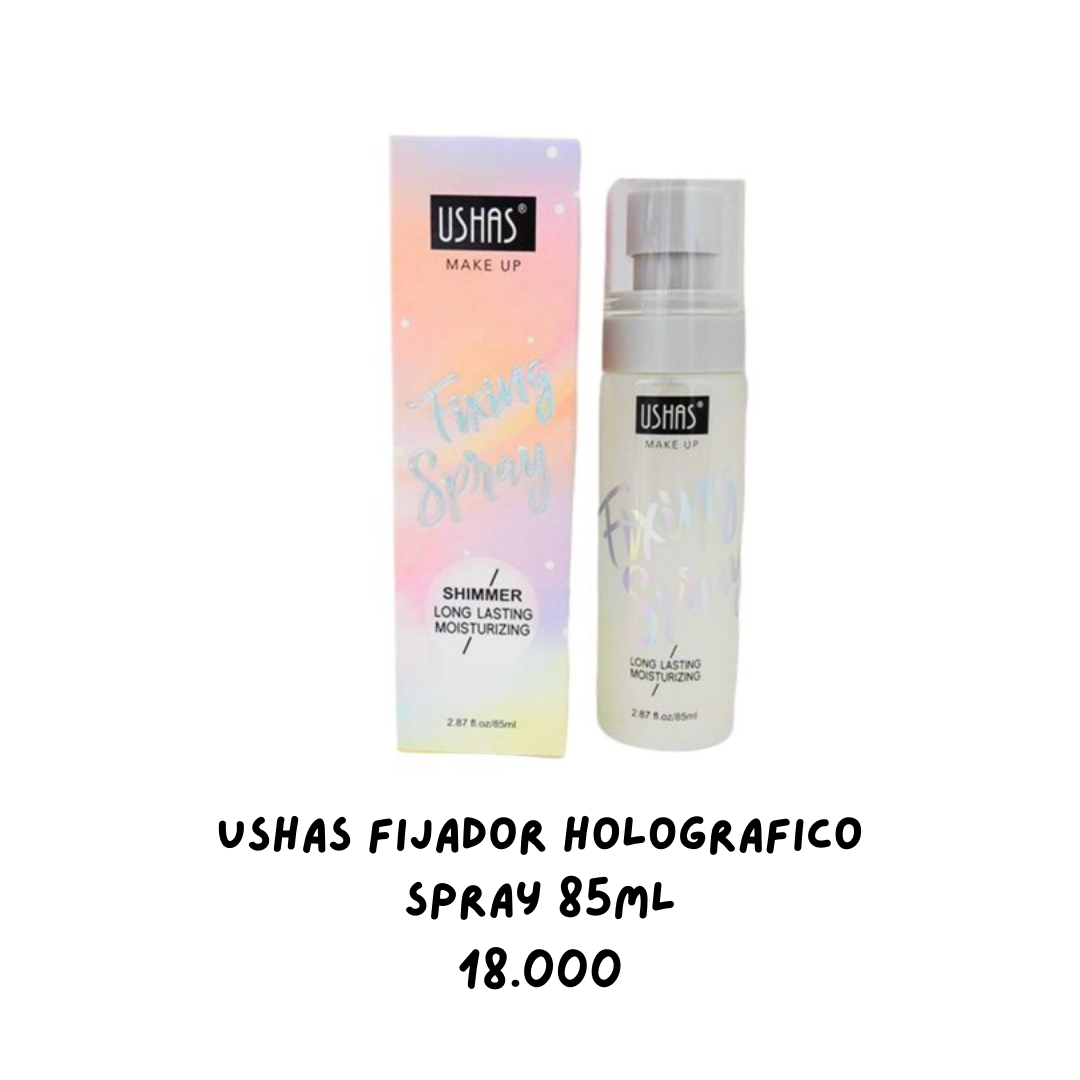 USHAS®
MAKE UP
Fixing
Spray
SHIMMER
LONG LASTING
MOISTURIZING
2.87 fl.oz/85ml
USHAS®
MAKE UP
Fixing
Spray
LONG LASTING
MOISTURIZING
2.87 fl.oz/85ml
USHAS FIJADOR HOLOGRAFICO
SPRAY 85ML
18.000